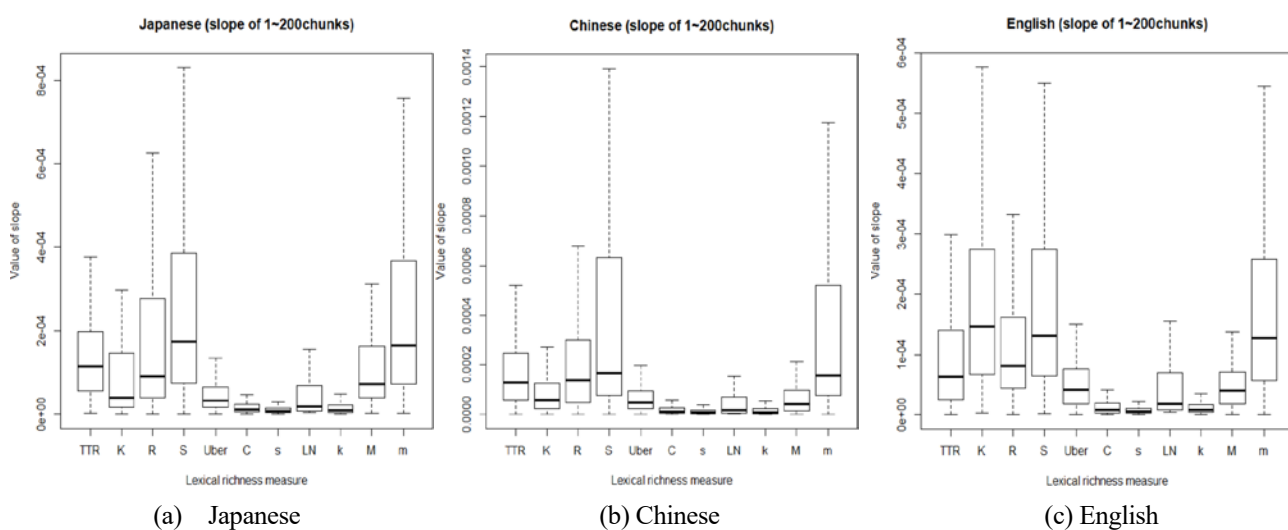 Japanese (slope of 1~200chunks)
8e-04
6e-04
4e-04
2e-04
0e+00
Value of slope
TTR K R S Uber C s LN k M m
Lexical richness measure
(a) Japanese
Chinese (slope of 1~200chunks)
0.0014
0.0012
0.0010
0.0008
0.0006
0.0004
0.0002
0.0000
Value of slope
TTR K R S Uber C s LN k M m
Lexical richness measure
(b) Chinese
English (slope of 1~200chunks)
6e-04
5e-04
4e-04
3e-04
2e-04
1e-04
0e+00
Value of slope
TTR K R S Uber C s LN k M m
Lexical richness measure
(c) English